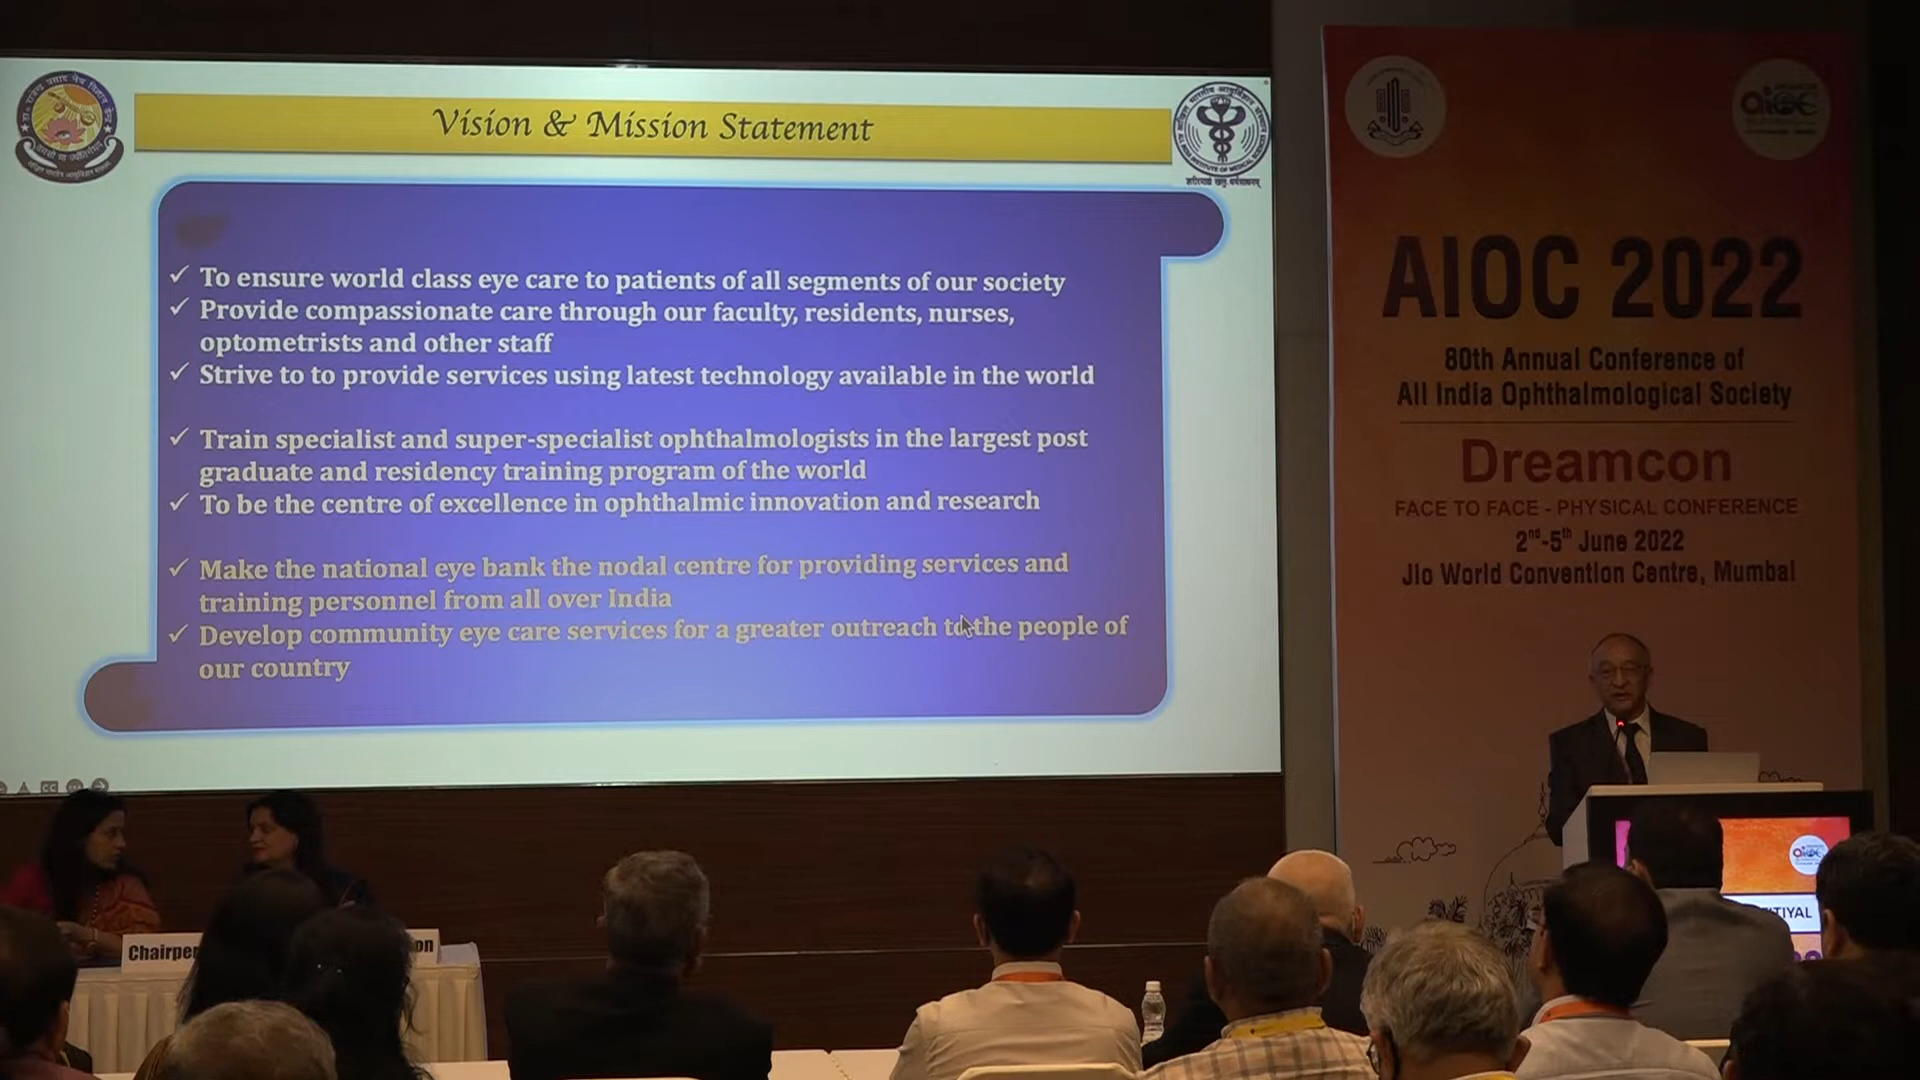 Vision & Mission Statement
✓ To ensure world class eye care to patients of all segments of our society
✓ Provide compassionate care through our faculty, residents, nurses,
optometrists and other staff
✓ Strive to to provide services using latest technology available in the world
✓ Train specialist and super-specialist ophthalmologists in the largest post
graduate and residency training program of the world
✓ To be the centre of excellence in ophthalmic innovation and research
✓ Make the national eye bank the nodal centre for providing services and
training personnel from all over India
✓ Develop community eye care services for a greater outreach to the people of
our country
AIOC 2022
80th Annual Conference of
All India Ophthalmological Society
Dreamcon
FACE TO FACE - PHYSICAL CONFERENCE
2nd-5th June 2022
Jio World Convention Centre, Mumbai
Chairper
on
TIYAL